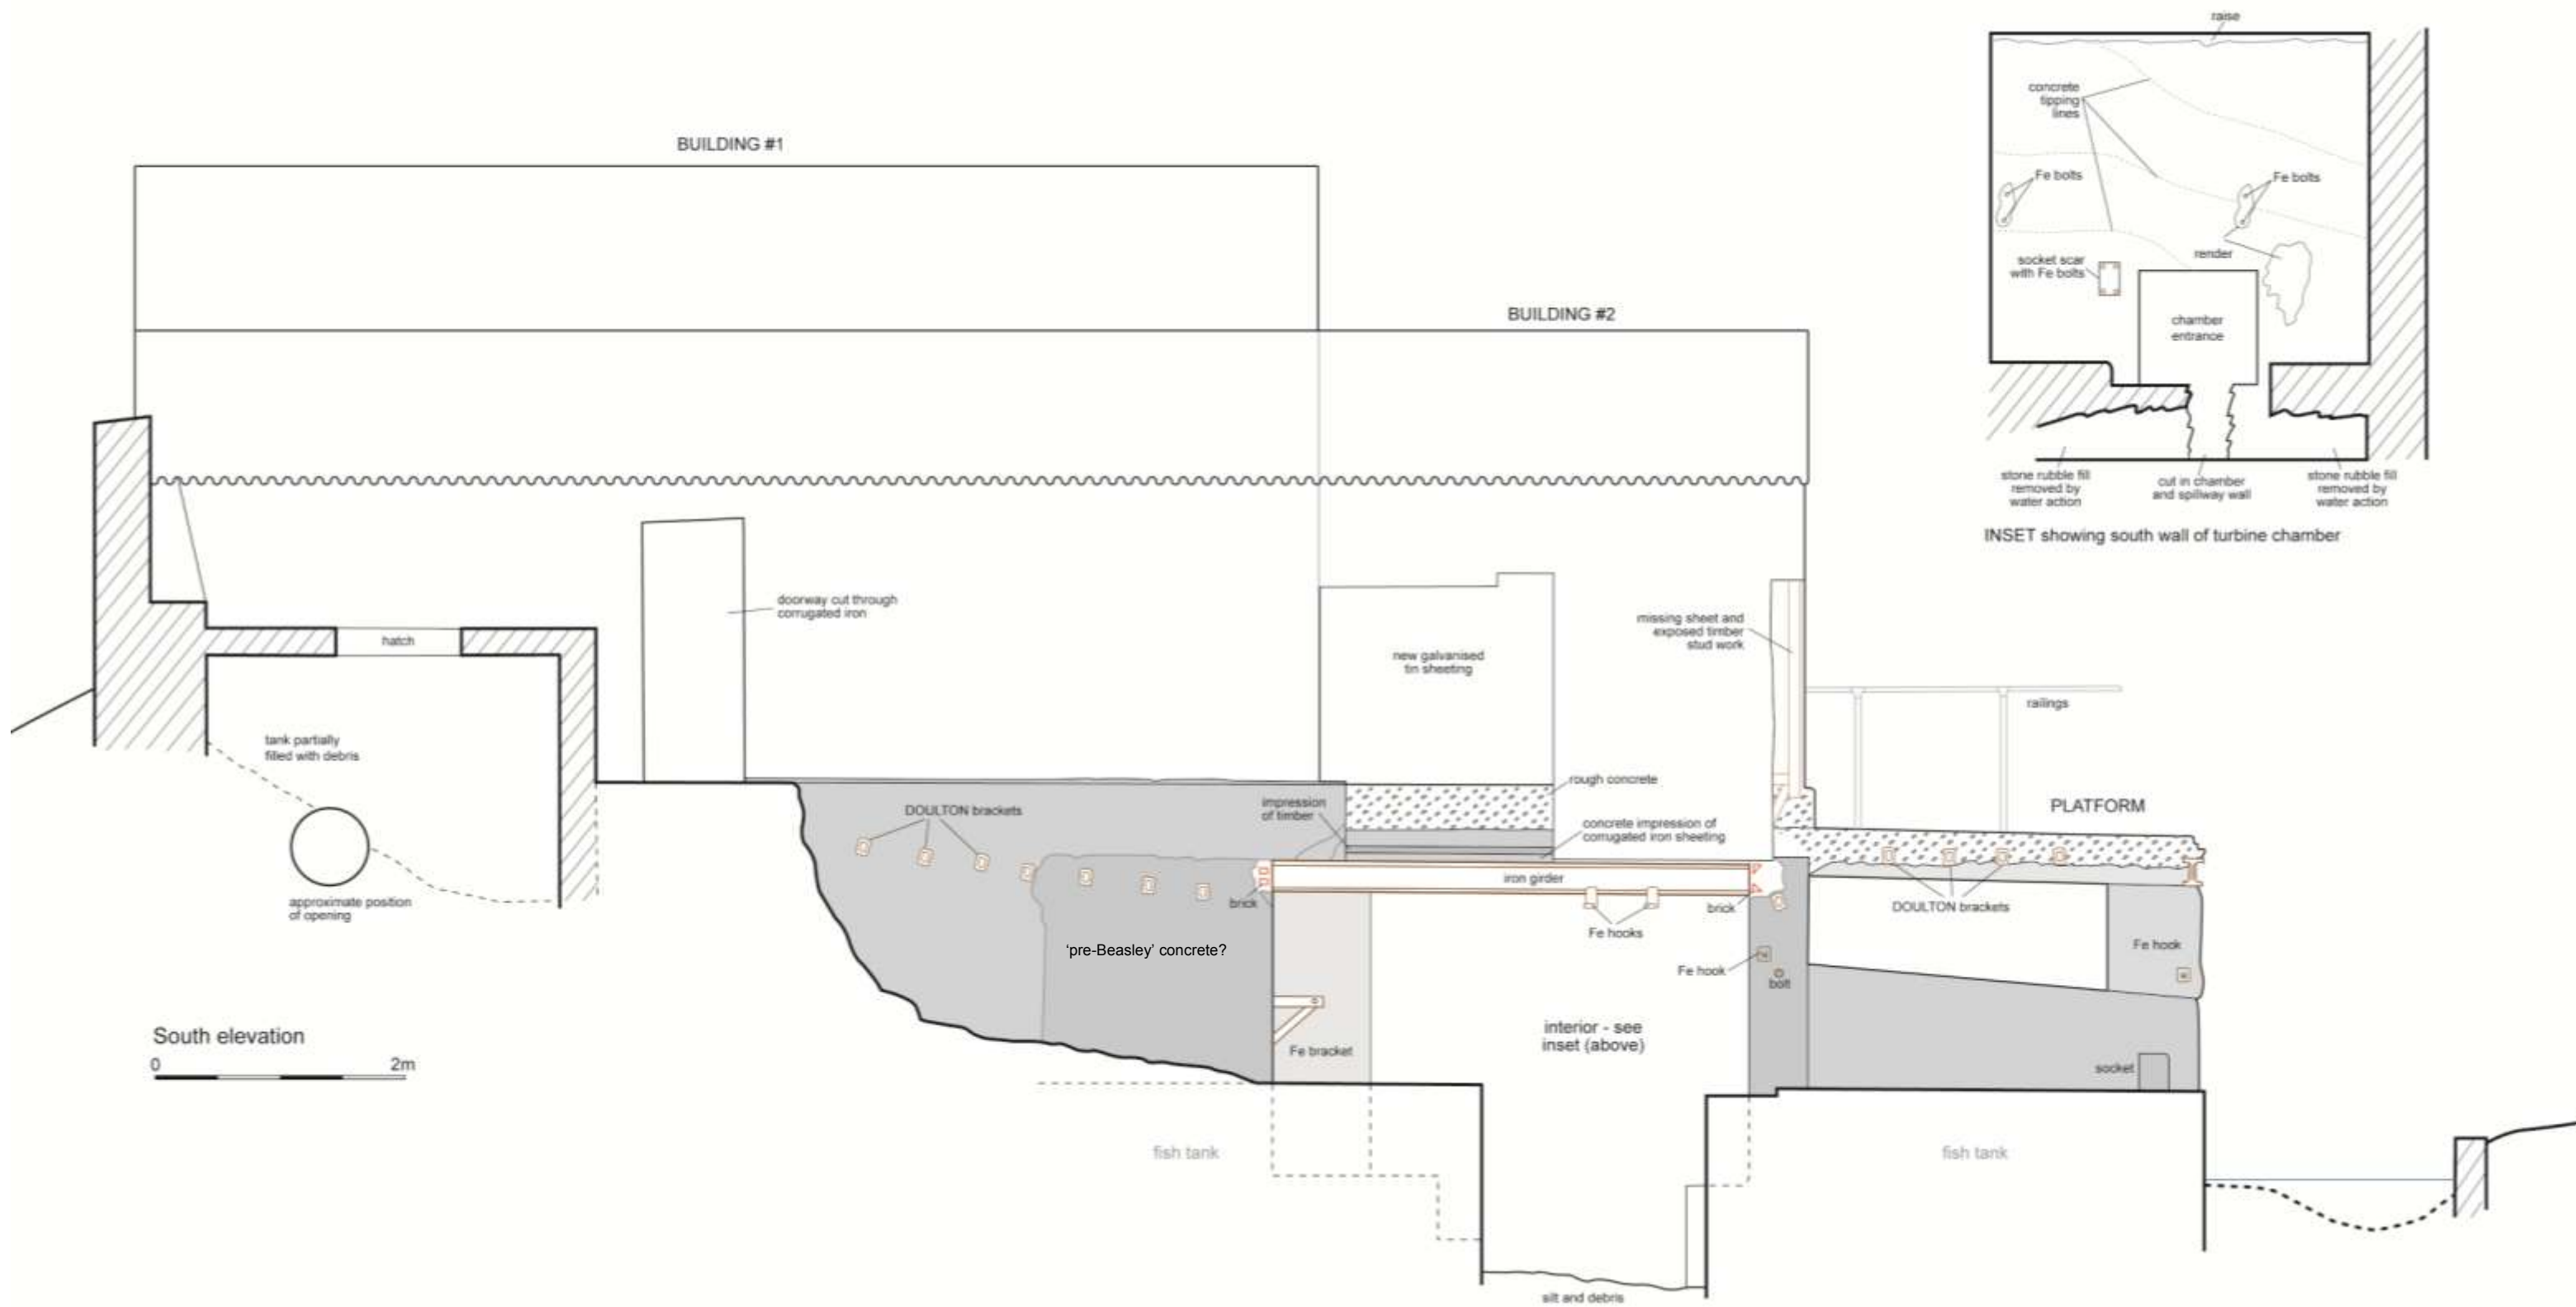 raise
concrete
tipping
lines
Fe bolts
Fe bolts
render
socket scar
with Fe bolts
chamber
entrance
stone rubble fill
removed by
water action
cut in chamber
and spillway wall
stone rubble fill
removed by
water action
INSET showing south wall of turbine chamber
BUILDING #1
BUILDING #2
doorway cut through
corrugated iron
hatch
missing sheet and
exposed timber
stud work
new galvanised
tin sheeting
railings
tank partially
filled with debris
approximate position
of opening
DOULTON brackets
impression
of timber
rough concrete
concrete impression of
corrugated iron sheeting
PLATFORM
iron girder
brick
brick
Fe hooks
DOULTON brackets
'pre-Beasley' concrete?
Fe hook
Fe hook
bolt
interior - see
inset (above)
Fe bracket
socket
South elevation
0
2m
fish tank
fish tank
silt and debris